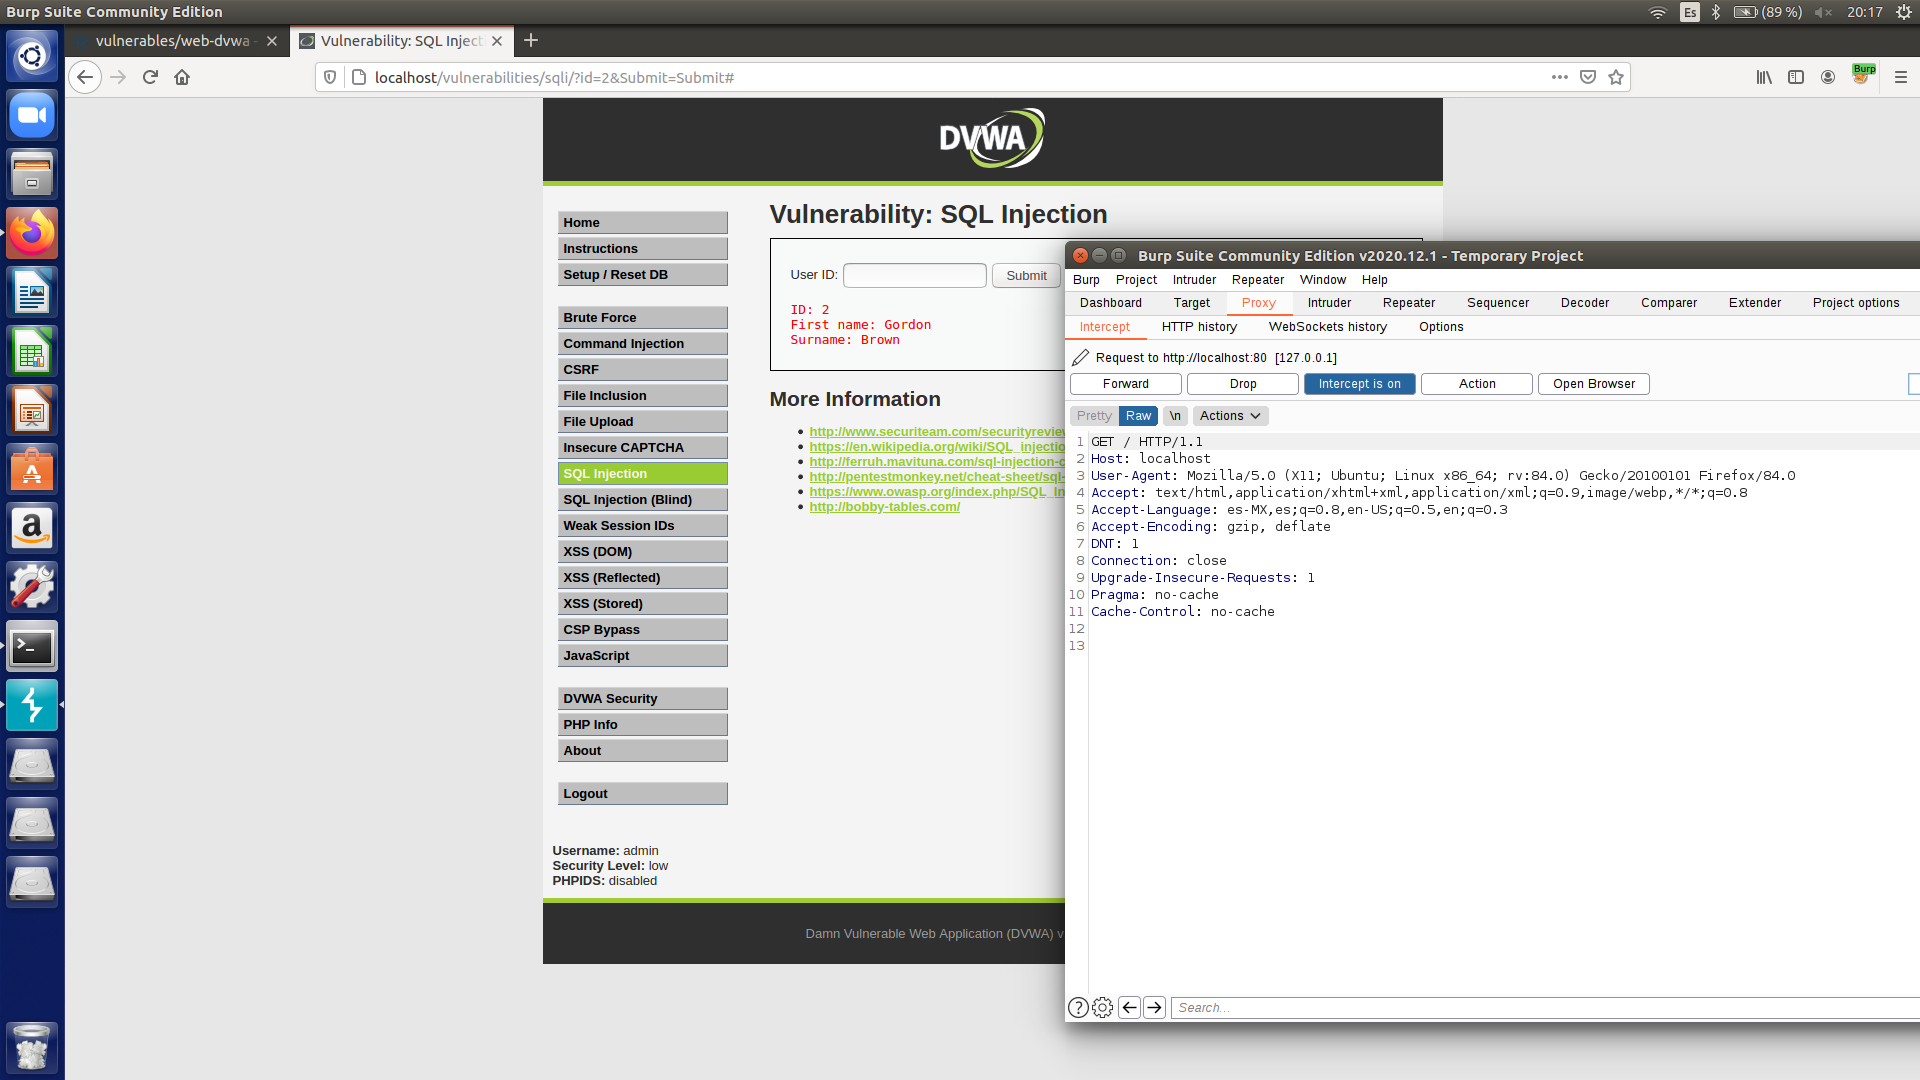 Burp Suite Community Edition
Es
(89 %)
20:17
vulnerables/web-dvwa -
Vulnerability: SQL Inject
localhost/vulnerabilities/sqli/?id=2&Submit=Submit#
Burp
DVWA
Home
Instructions
Setup / Reset DB
Brute Force
Command Injection
CSRF
File Inclusion
File Upload
Insecure CAPTCHA
SQL Injection
SQL Injection (Blind)
Weak Session IDs
XSS (DOM)
XSS (Reflected)
XSS (Stored)
CSP Bypass
JavaScript
DVWA Security
PHP Info
About
Logout
Username: admin
Security Level: low
PHPIDS: disabled
Vulnerability: SQL Injection
User ID:
Submit
ID: 2
First name: Gordon
Surname: Brown
More Information
http://www.securiteam.com/securityreview
https://en.wikipedia.org/wiki/SQL_injectio
http://ferruh.mavituna.com/sql-injection-c
http://pentestmonkey.net/cheat-sheet/sql-
https://www.owasp.org/index.php/SQL_In
http://bobby-tables.com/
Damn Vulnerable Web Application (DVWA) v
Burp Suite Community Edition v2020.12.1 - Temporary Project
Burp Project Intruder Repeater Window Help
Dashboard Target Proxy Intruder Repeater Sequencer Decoder Comparer Extender Project options
Intercept HTTP history WebSockets history Options
Request to http://localhost:80 [127.0.0.1]
Forward Drop Intercept is on Action Open Browser
Pretty Raw \n Actions
1 GET / HTTP/1.1
2 Host: localhost
3 User-Agent: Mozilla/5.0 (X11; Ubuntu; Linux x86_64; rv:84.0) Gecko/20100101 Firefox/84.0
4 Accept: text/html,application/xhtml+xml,application/xml;q=0.9,image/webp,*/*;q=0.8
5 Accept-Language: es-MX,es;q=0.8,en-US;q=0.5,en;q=0.3
6 Accept-Encoding: gzip, deflate
7 DNT: 1
8 Connection: close
9 Upgrade-Insecure-Requests: 1
10 Pragma: no-cache
11 Cache-Control: no-cache
12
13
Search...